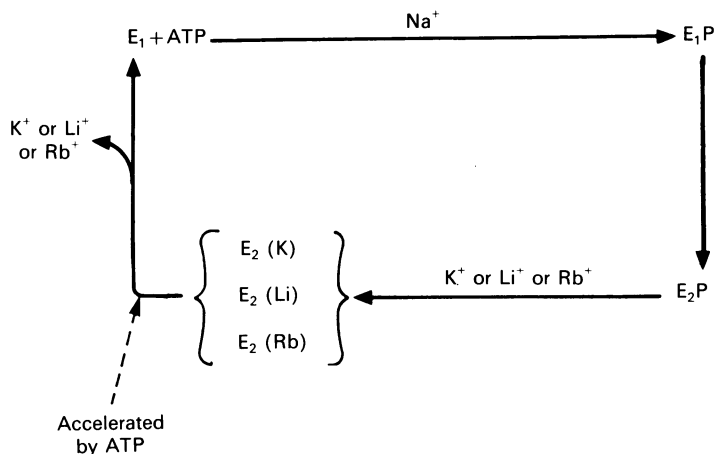 Na⁺
E₁ + ATP
E₁P
K⁺ or Li⁺
or Rb⁺
E₂ (K)
E₂ (Li)
E₂ (Rb)
K⁺ or Li⁺ or Rb⁺
E₂P
Accelerated
by ATP